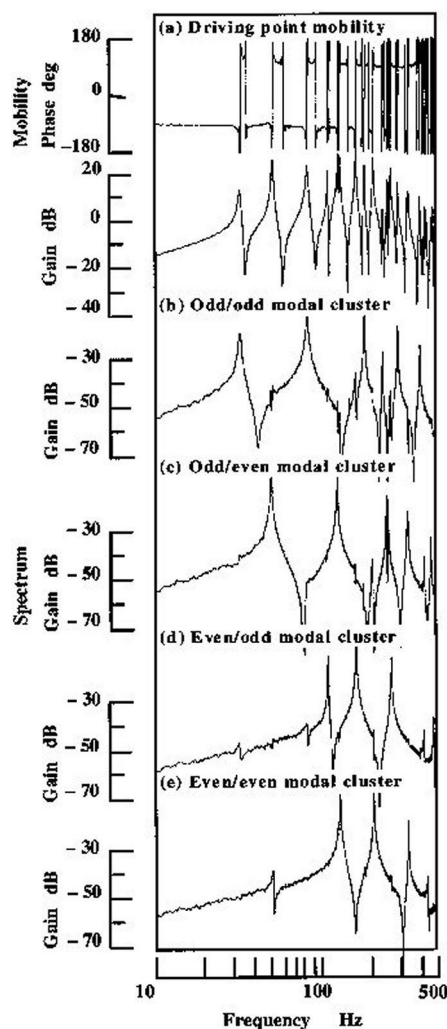 (a) Driving point mobility
180
0
-180
Mobility
Phase deg
20
0
-20
-40
Gain dB
(b) Odd/odd modal cluster
-30
-50
-70
Gain dB
(c) Odd/even modal cluster
-30
-50
-70
Gain dB
Spectrum
(d) Even/odd modal cluster
-30
-50
-70
Gain dB
(e) Even/even modal cluster
-30
-50
-70
Gain dB
10 100 500
Frequency Hz